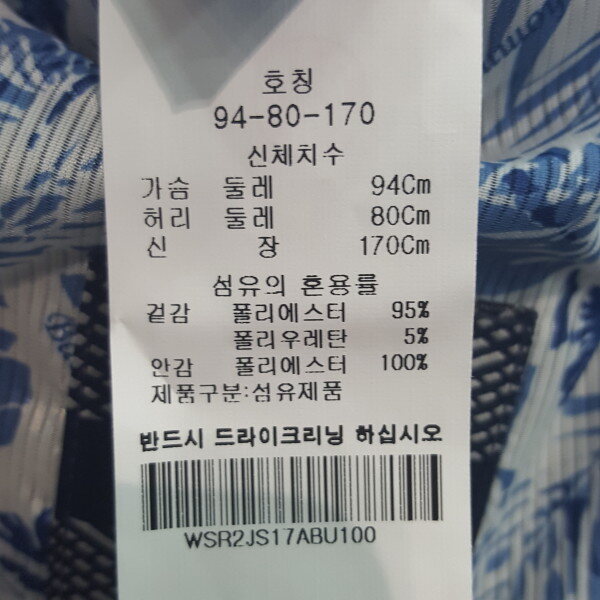 호칭
94-80-170
신체치수
가슴 둘레 94Cm
허리 둘레 80Cm
신 장 170Cm
섬유의 혼용률
겉감 폴리에스터 95%
폴리우레탄 5%
안감 폴리에스터 100%
제품구분:섬유제품
반드시 드라이크리닝 하십시오
WSR2JS17ABU100